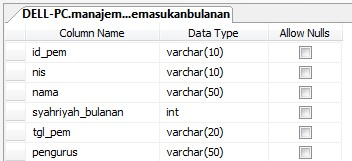 DELL-PC.manajem...emasukanbulanan
Column Name Data Type Allow Nulls
id_pem varchar(10)
nis varchar(10)
nama varchar(50)
syahriyah_bulanan int
tgl_pem varchar(20)
pengurus varchar(50)